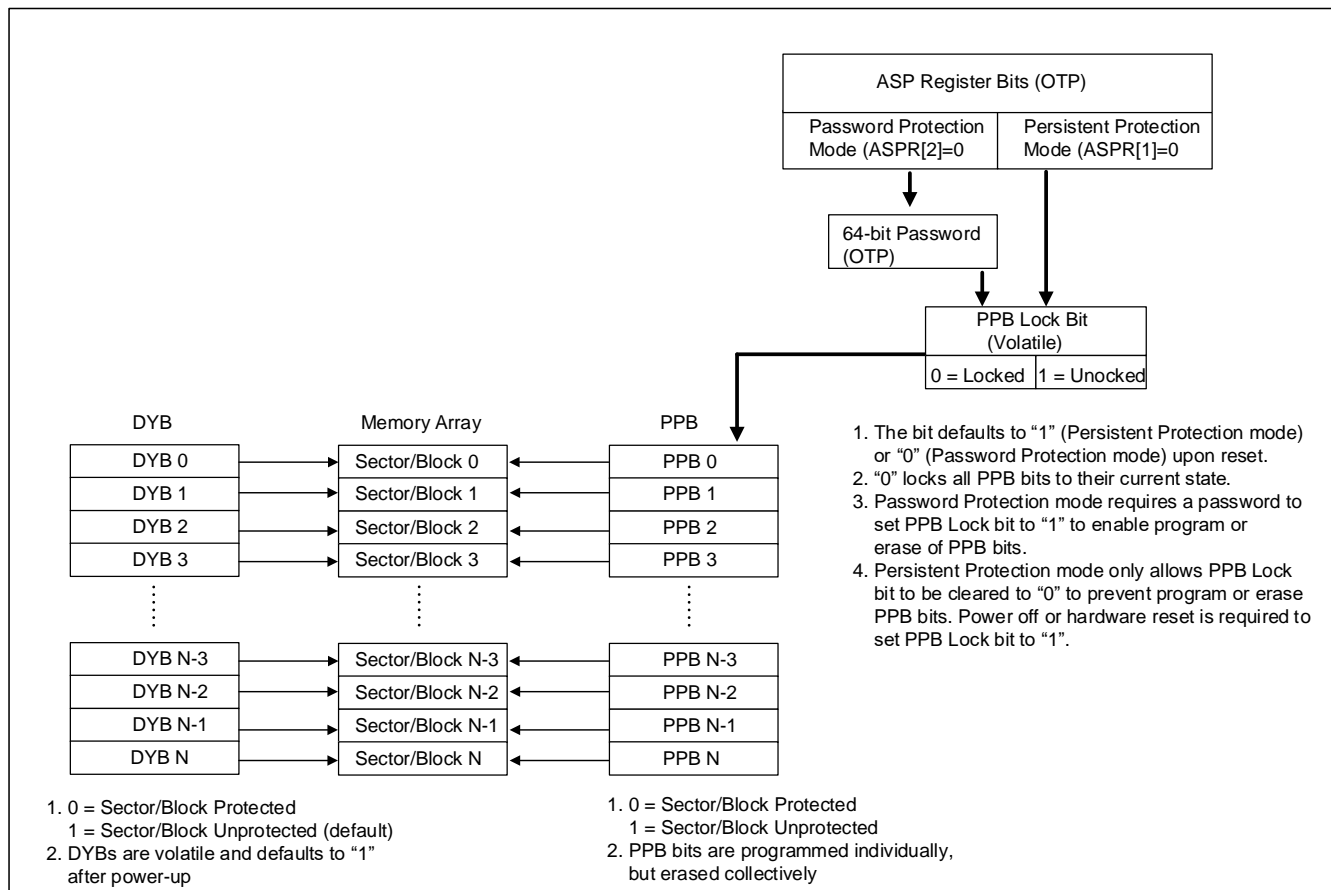 ASP Register Bits (OTP)
Password Protection
Mode (ASPR[2]=0
Persistent Protection
Mode (ASPR[1]=0
64-bit Password
(OTP)
PPB Lock Bit
(Volatile)
0 = Locked
1 = Unocked
DYB
Memory Array
PPB
DYB 0
Sector/Block 0
PPB 0
DYB 1
Sector/Block 1
PPB 1
DYB 2
Sector/Block 2
PPB 2
DYB 3
Sector/Block 3
PPB 3
DYB N-3
Sector/Block N-3
PPB N-3
DYB N-2
Sector/Block N-2
PPB N-2
DYB N-1
Sector/Block N-1
PPB N-1
DYB N
Sector/Block N
PPB N
1. The bit defaults to “1” (Persistent Protection mode)
or “0” (Password Protection mode) upon reset.
2. “0” locks all PPB bits to their current state.
3. Password Protection mode requires a password to
set PPB Lock bit to “1” to enable program or
erase of PPB bits.
4. Persistent Protection mode only allows PPB Lock
bit to be cleared to “0” to prevent program or erase
PPB bits. Power off or hardware reset is required to
set PPB Lock bit to “1”.
1. 0 = Sector/Block Protected
1 = Sector/Block Unprotected (default)
2. DYBs are volatile and defaults to “1”
after power-up
1. 0 = Sector/Block Protected
1 = Sector/Block Unprotected
2. PPB bits are programmed individually,
but erased collectively